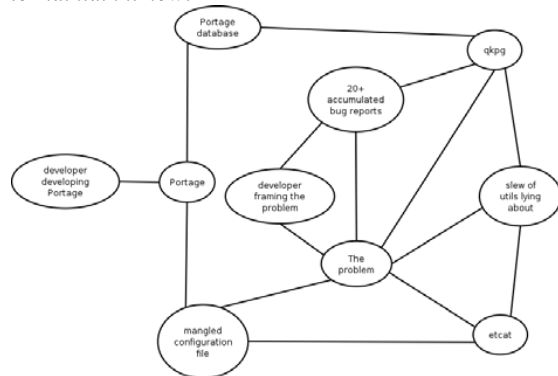 Portage
database
qkpg
20+
accumulated
bug reports
developer
developing
Portage
Portage
developer
framing the
problem
slew of
utils lying
about
The
problem
mangled
configuration
file
etcat